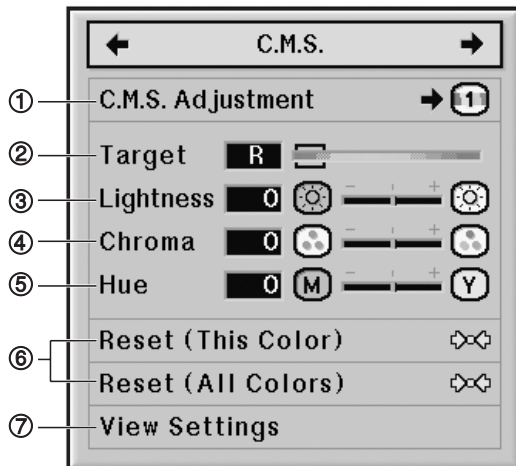 C.M.S.
① C.M.S. Adjustment 1
② Target R
③ Lightness 0 - +
④ Chroma 0 - +
⑤ Hue 0 M - + Y
⑥ Reset (This Color)
Reset (All Colors)
⑦ View Settings